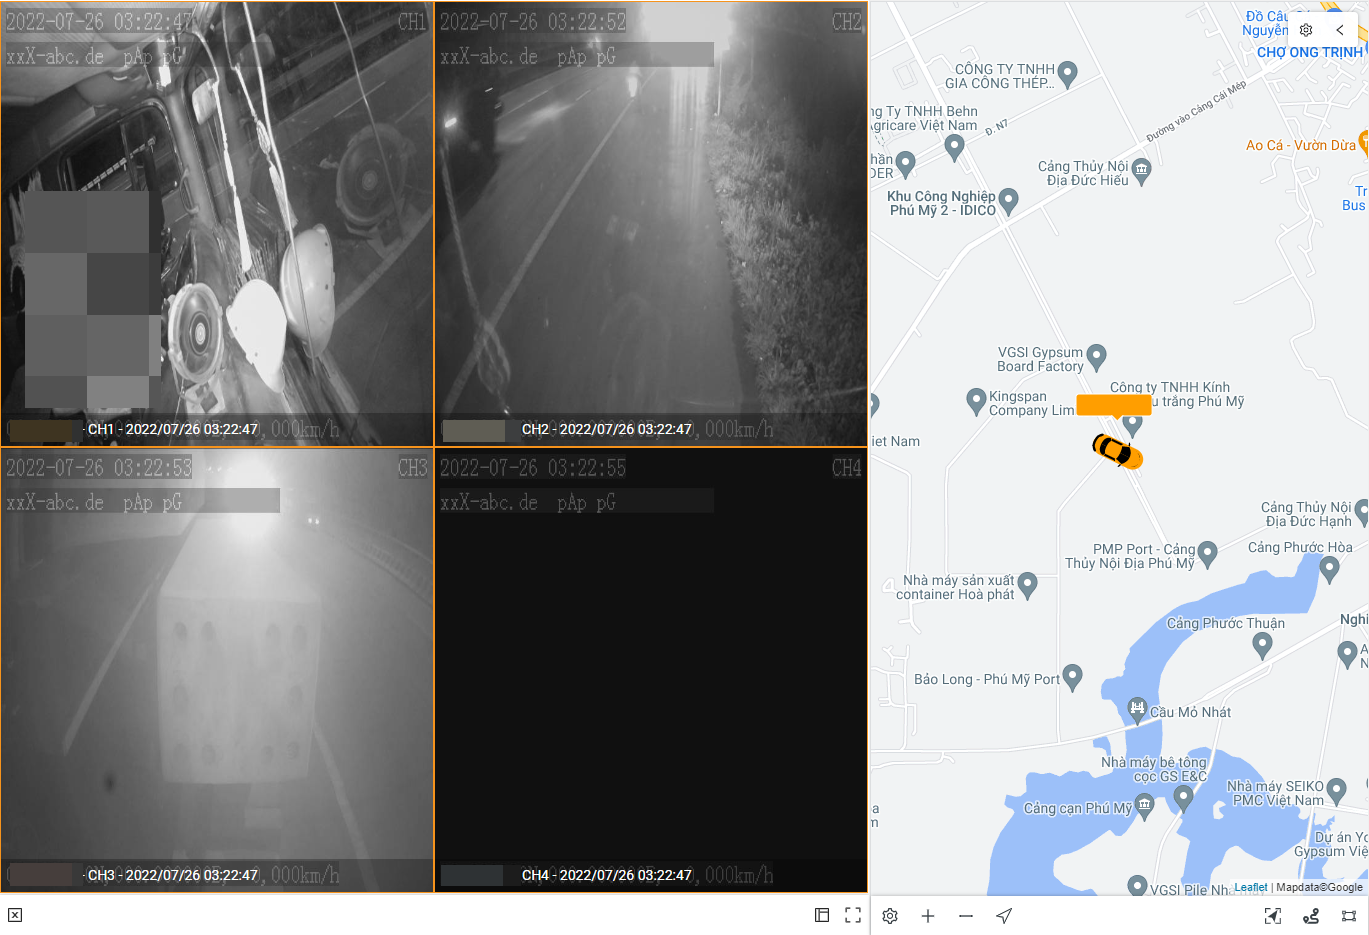 2022-07-26 03:22:47
CH1
xxX-abc.de pAp pG
- CH1 - 2022/07/26 03:22:47
,000km/h
2022-07-26 03:22:52
CH2
xxX-abc.de pAp pG
CH2 - 2022/07/26 03:22:47
,000km/h
2022-07-26 03:22:53
CH3
xxX-abc.de pAp pG
- CH3 - 2022/07/26 03:22:47
,000km/h
2022-07-26 03:22:55
CH4
xxX-abc.de pAp pG
CH4 - 2022/07/26 03:22:47
,000km/h
Đồ Câu
Nguyễn
CHỢ ONG TRỊNH
CÔNG TY TNHH
GIA CÔNG THÉP...
Đường vào Cảng Cái Mép
ng Ty TNHH Behn
Agricare Việt Nam
Đ. N7
Ao Cá - Vườn Dừa
hần
DER
Cảng Thủy Nội
Địa Đức Hiếu
Tr
Bus
Khu Công Nghiệp
Phú Mỹ 2 - IDICO
VGSI Gypsum
Board Factory
Kingspan
Company Lim
Công ty TNHH Kính
u trắng Phú Mỹ
iet Nam
Cảng Thủy Nội
Địa Đức Hạnh
PMP Port - Cảng
Thủy Nội Địa Phú Mỹ
Cảng Phước Hòa
Nhà máy sản xuất
container Hoà phát
Cảng Phước Thuận
Nghi
A
N
Bảo Long - Phú Mỹ Port
Cầu Mỏ Nhát
Nhà máy bê tông
cọc GS E&C
Nhà máy SEIKO
PMC Việt Nam
Cảng cạn Phú Mỹ
a
m
Dự án Yo
Gypsum Việ
VGSI Pile Nhà máy
Leaflet | Mapdata©Google